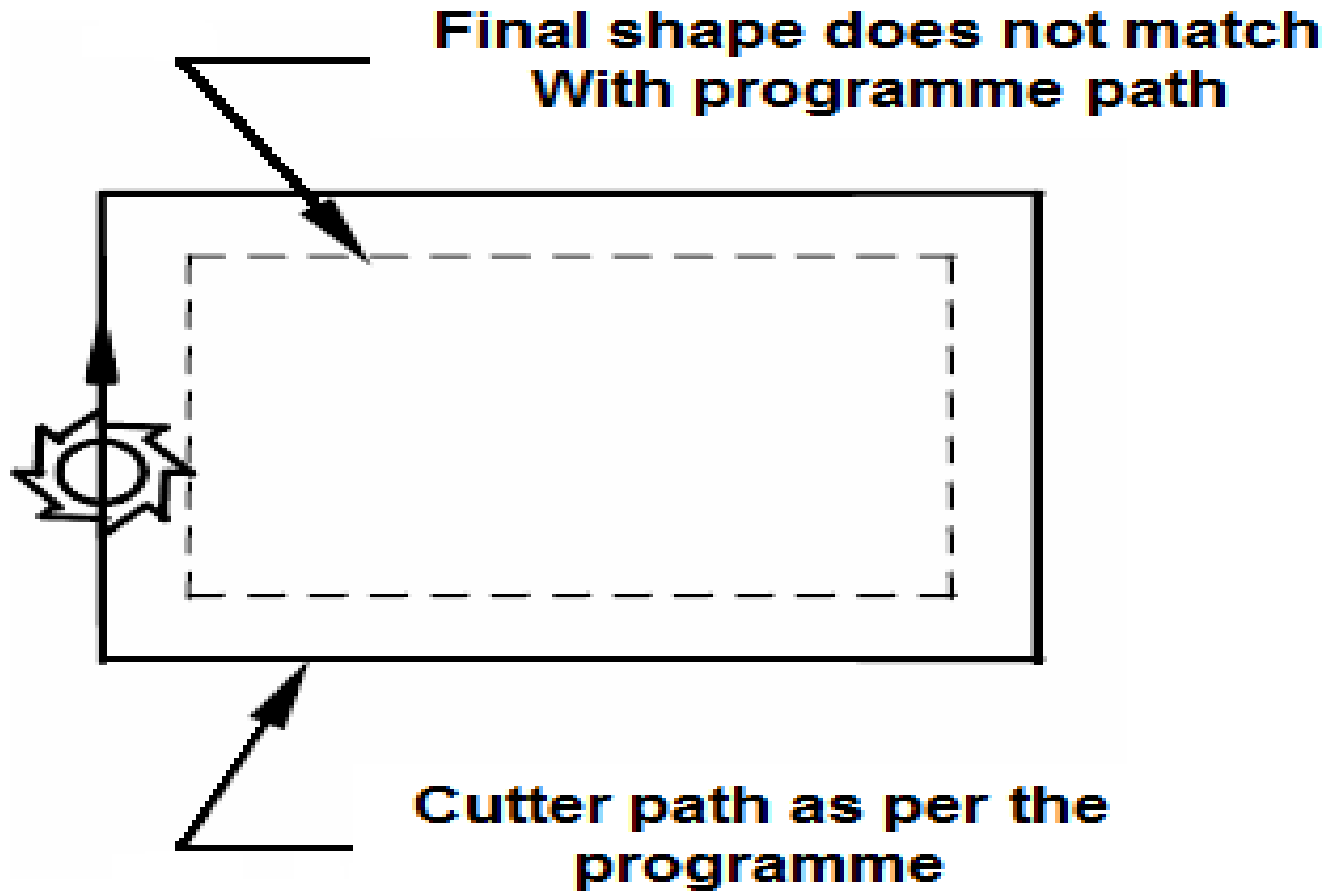 Final shape does not match
With programme path
Cutter path as per the
programme